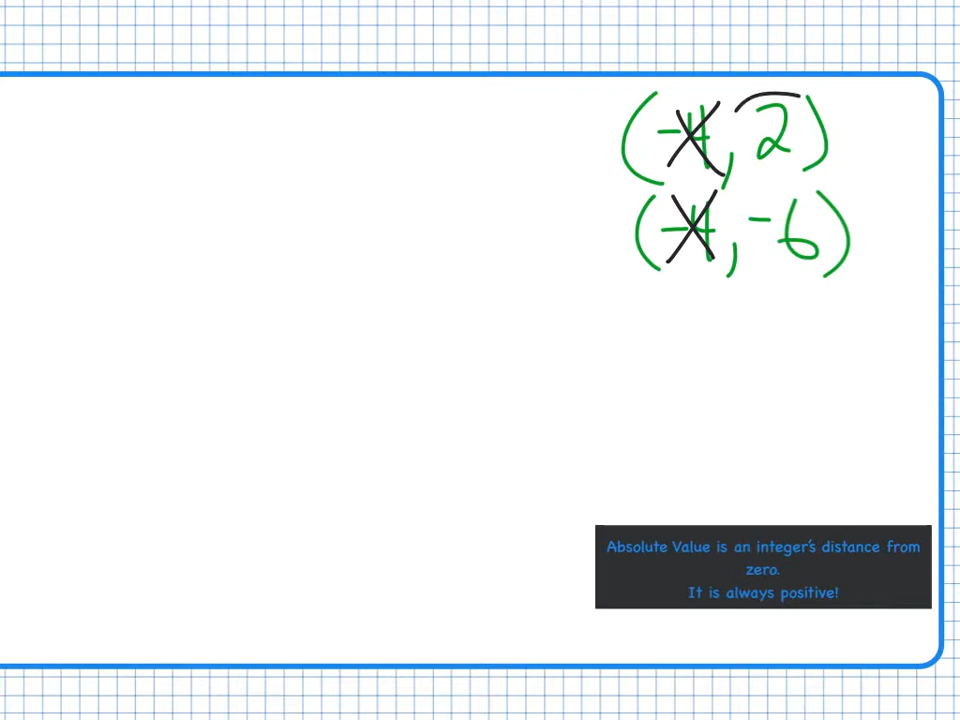 (-4, 2)
(-4, -6)
Absolute Value is an integer's distance from
zero.
It is always positive!